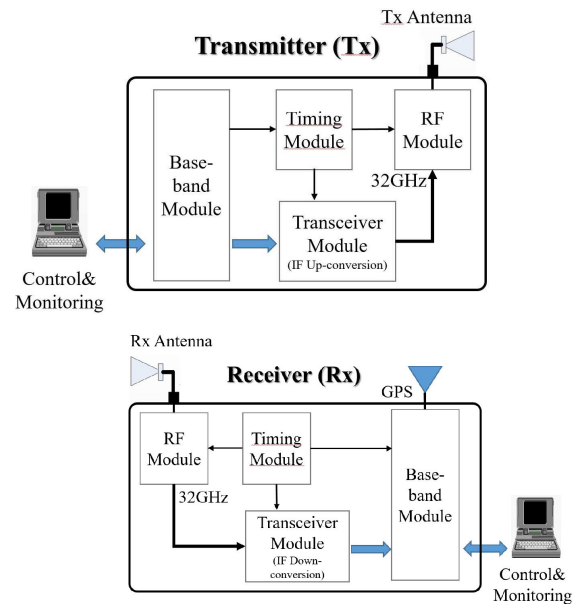 Tx Antenna
Transmitter (Tx)
Timing
Module
RF
Module
Base-
band
Module
32GHz
Transceiver
Module
(IF Up-conversion)
Control&
Monitoring
Rx Antenna
Receiver (Rx)
GPS
RF
Module
Timing
Module
Base-
band
Module
32GHz
Transceiver
Module
(IF Down-
conversion)
Control&
Monitoring